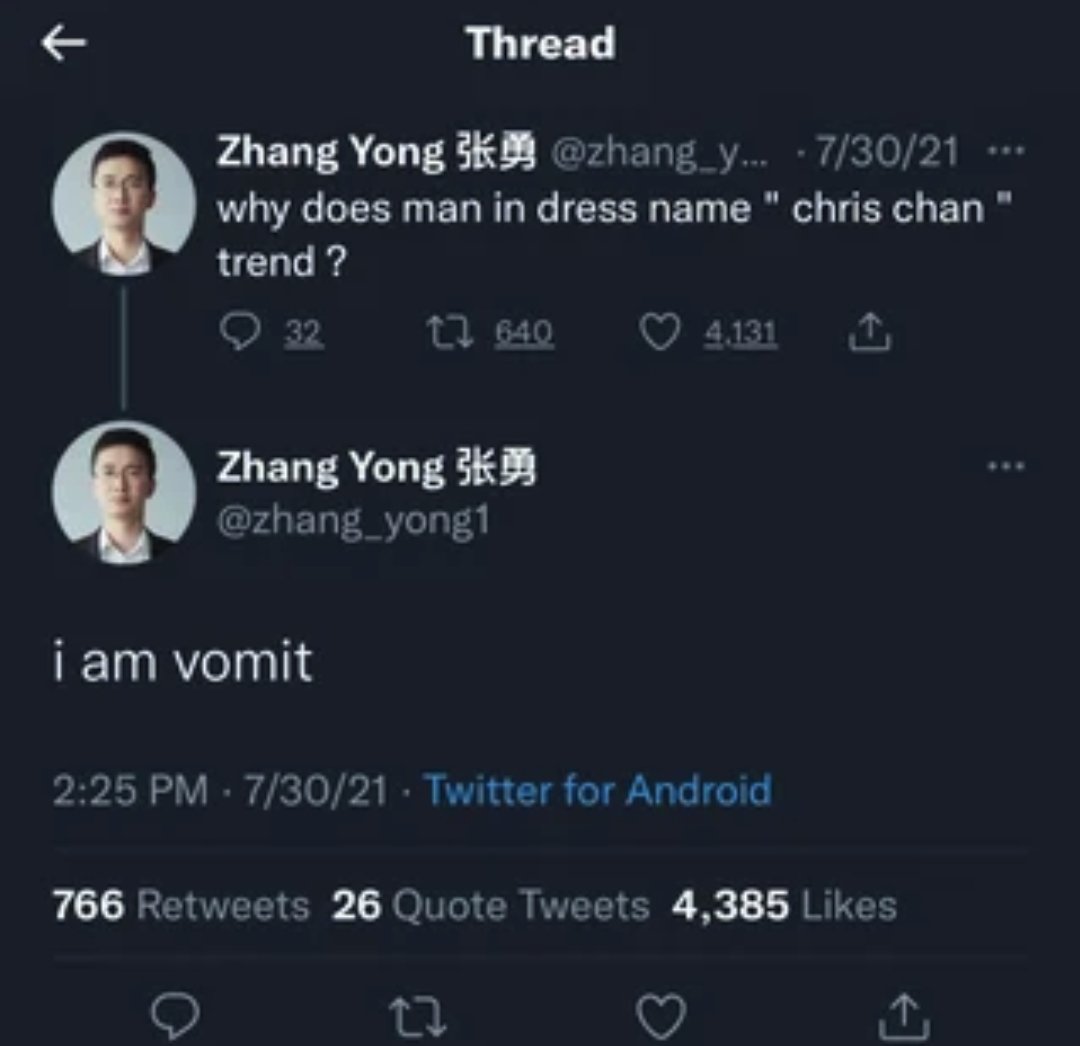 Thread
Zhang Yong 张勇 @zhang_y... · 7/30/21
why does man in dress name " chris chan "
trend ?
32 640 4,131
Zhang Yong 张勇
@zhang_yong1
i am vomit
2:25 PM · 7/30/21 · Twitter for Android
766 Retweets 26 Quote Tweets 4,385 Likes